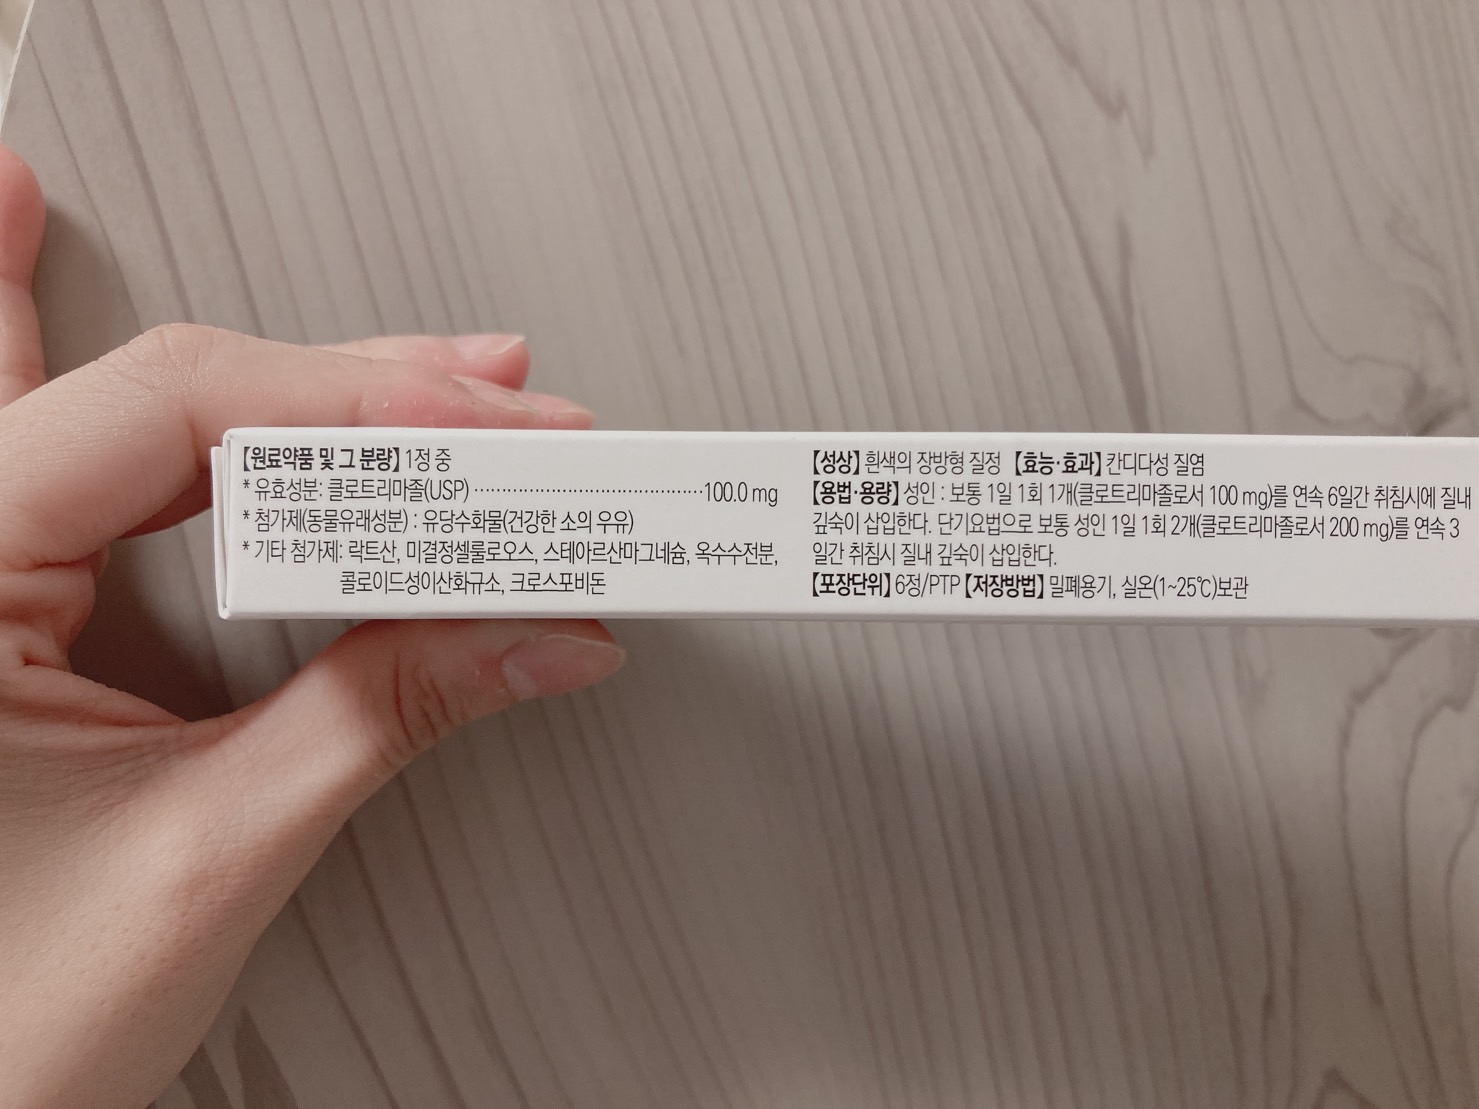 【원료약품 및 그 분량】 1정 중
* 유효성분: 클로트리마졸(USP) ········································100.0 mg
* 첨가제(동물유래성분) : 유당수화물(건강한 소의 우유)
* 기타 첨가제: 락트산, 미결정셀룰로오스, 스테아르산마그네슘, 옥수수전분,
콜로이드성이산화규소, 크로스포비돈
【성상】 흰색의 장방형 질정 【효능·효과】 칸디다성 질염
【용법·용량】 성인 : 보통 1일 1회 1개(클로트리마졸로서 100 mg)를 연속 6일간 취침시에 질내
깊숙이 삽입한다. 단기요법으로 보통 성인 1일 1회 2개(클로트리마졸로서 200 mg)를 연속 3
일간 취침시 질내 깊숙이 삽입한다.
【포장단위】 6정/PTP 【저장방법】 밀폐용기, 실온(1~25℃)보관